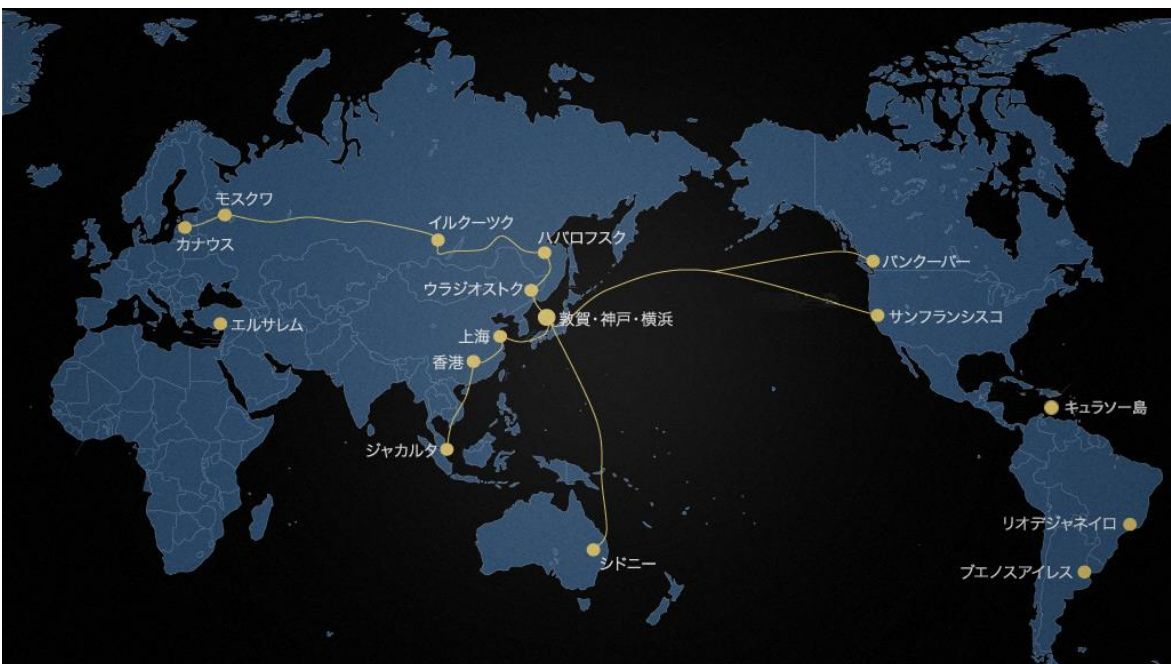 モスクワ
カナウス
イルクーツク
ハバロフスク
ウラジオストク
バンクーバー
エルサレム
敦賀・神戸・横浜
サンフランシスコ
上海
香港
キュラソー島
ジャカルタ
リオデジャネイロ
シドニー
ブエノスアイレス